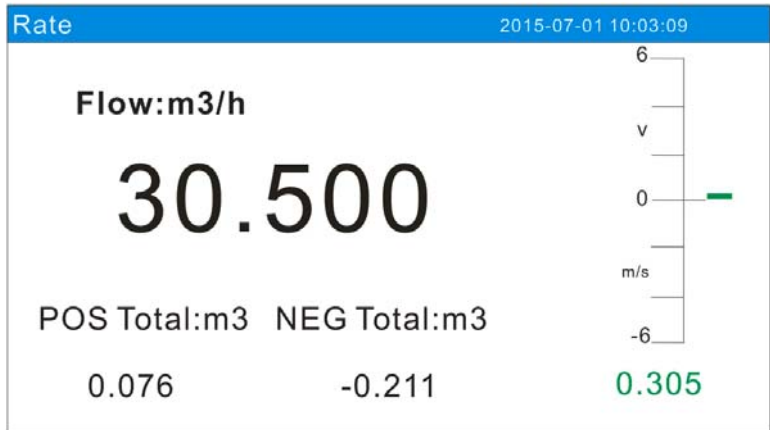 Rate 2015-07-01 10:03:09
6
Flow:m3/h
V
30.500
0
m/s
POS Total:m3 NEG Total:m3
-6
0.076 -0.211 0.305